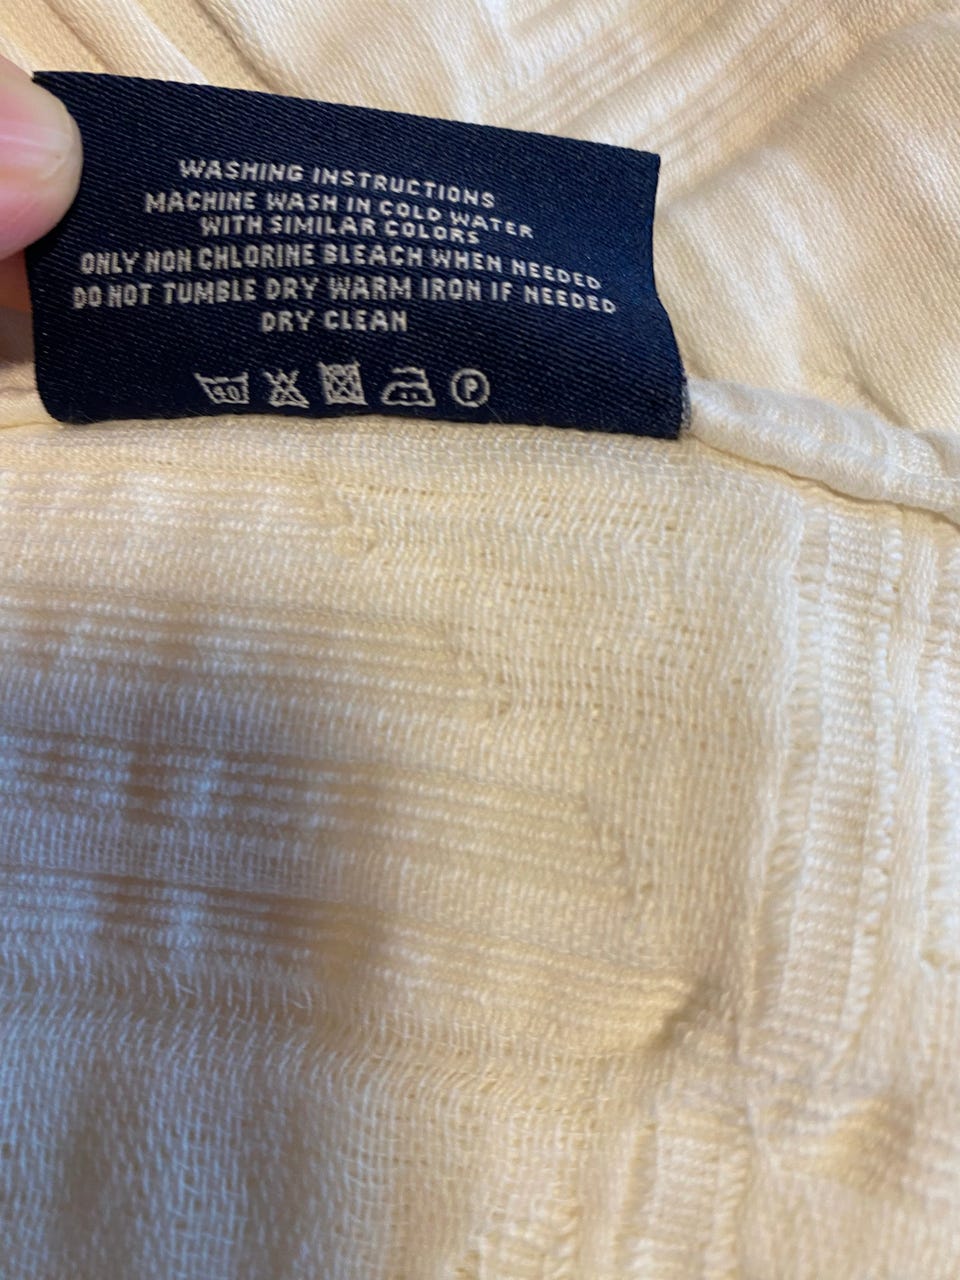 WASHING INSTRUCTIONS
MACHINE WASH IN COLD WATER
WITH SIMILAR COLORS
ONLY NON CHLORINE BLEACH WHEN NEEDED
DO NOT TUMBLE DRY WARM IRON IF NEEDED
DRY CLEAN
40 P